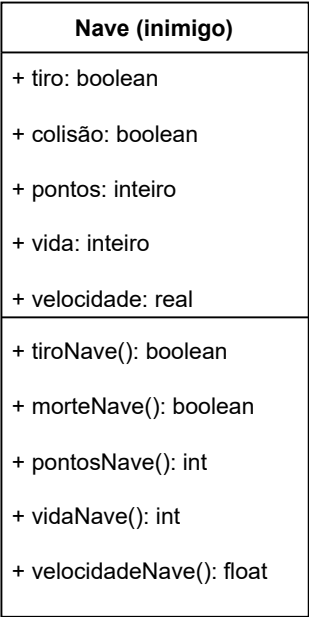 Nave (inimigo)
+ tiro: boolean
+ colisão: boolean
+ pontos: inteiro
+ vida: inteiro
+ velocidade: real
+ tiroNave(): boolean
+ morteNave(): boolean
+ pontosNave(): int
+ vidaNave(): int
+ velocidadeNave(): float